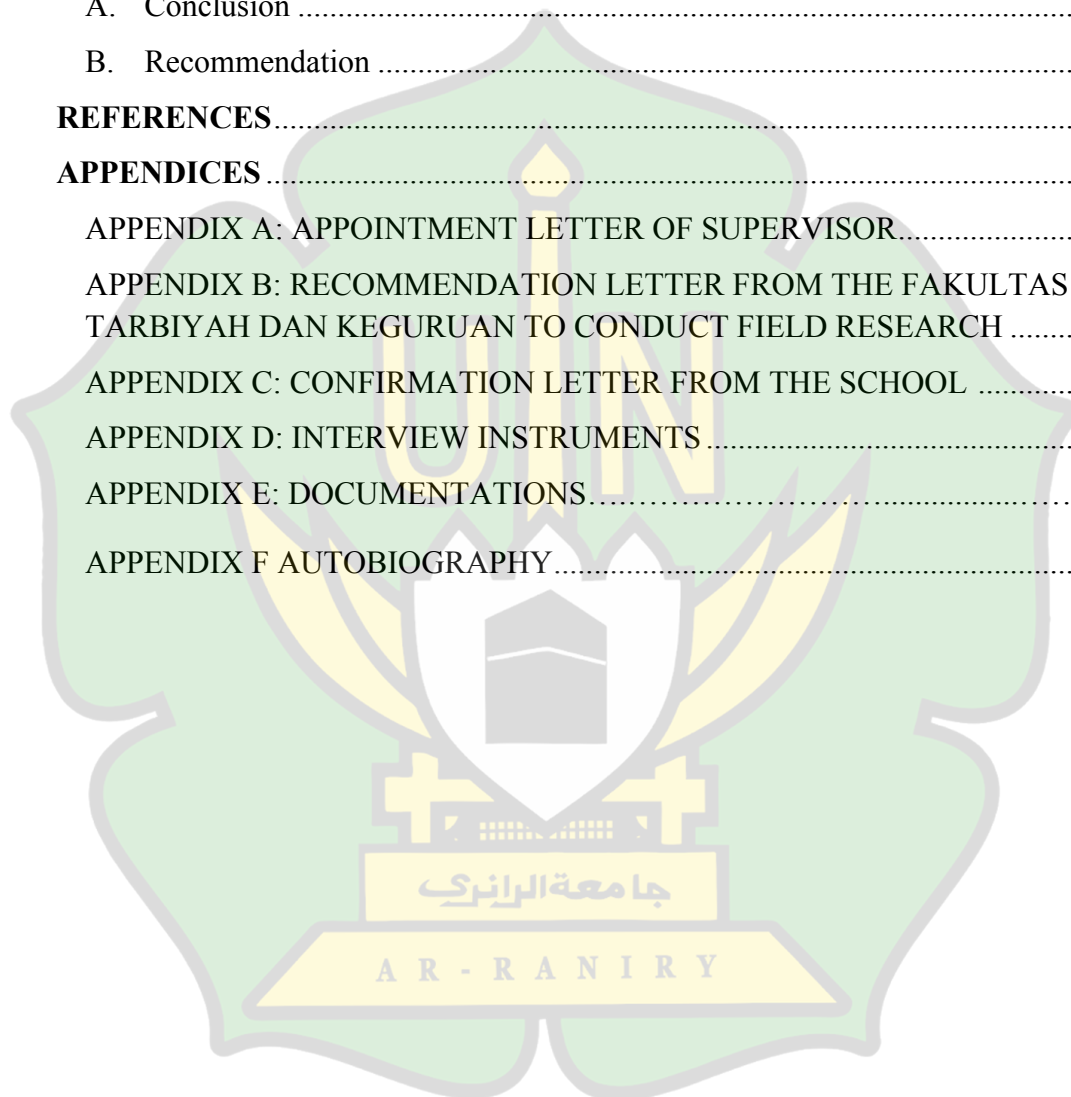 A. Conclusion ........................................................................................................
B. Recommendation ..............................................................................................
REFERENCES.........................................................................................................
APPENDICES..........................................................................................................
APPENDIX A: APPOINTMENT LETTER OF SUPERVISOR.......................
APPENDIX B: RECOMMENDATION LETTER FROM THE FAKULTAS
TARBIYAH DAN KEGURUAN TO CONDUCT FIELD RESEARCH ........
APPENDIX C: CONFIRMATION LETTER FROM THE SCHOOL ............
APPENDIX D: INTERVIEW INSTRUMENTS ................................................
APPENDIX E: DOCUMENTATIONS................................................................
APPENDIX F AUTOBIOGRAPHY.....................................................................
UIN
جامعة الرانري
AR-RANIRY